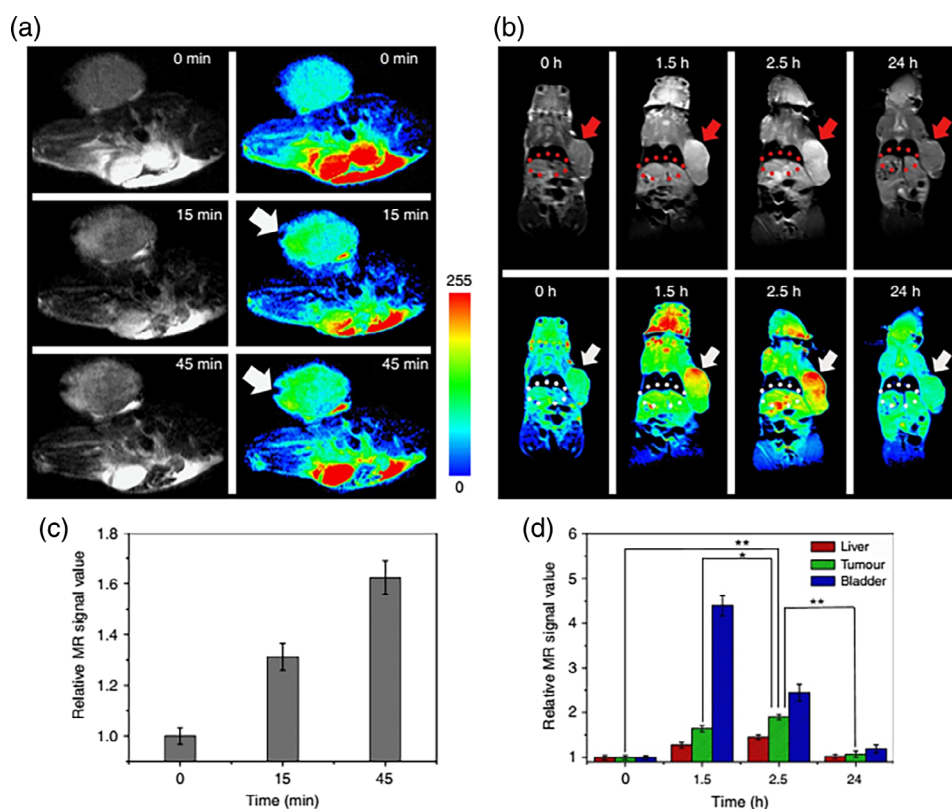 (a)
0 min
0 min
15 min
15 min
45 min
45 min
255
0
(b)
0 h
1.5 h
2.5 h
24 h
0 h
1.5 h
2.5 h
24 h
(c)
1.8
1.6
1.4
1.2
1.0
Relative MR signal value
0
15
45
Time (min)
(d)
6
5
4
2
1
Relative MR signal value
**
*
**
Liver
Tumour
Bladder
0
1.5
2.5
24
Time (h)